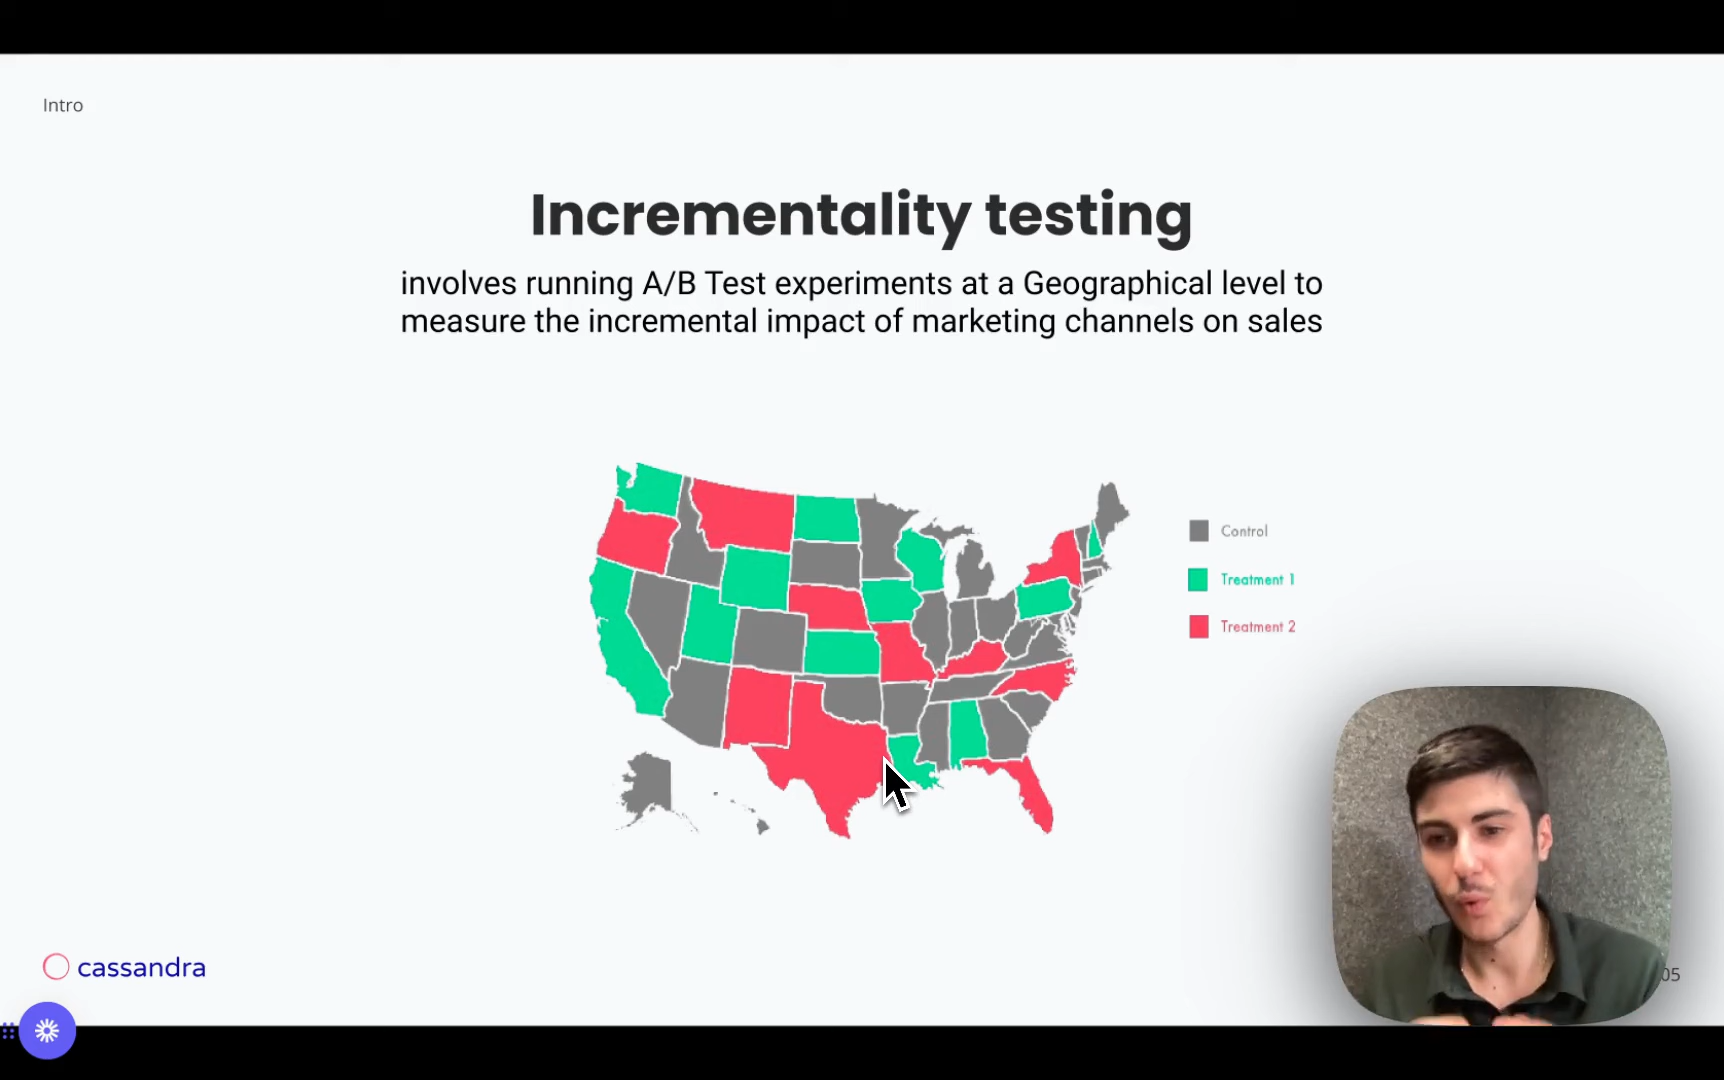 Intro
Incrementality testing
involves running A/B Test experiments at a Geographical level to
measure the incremental impact of marketing channels on sales
Control
Treatment 1
Treatment 2
cassandra
05